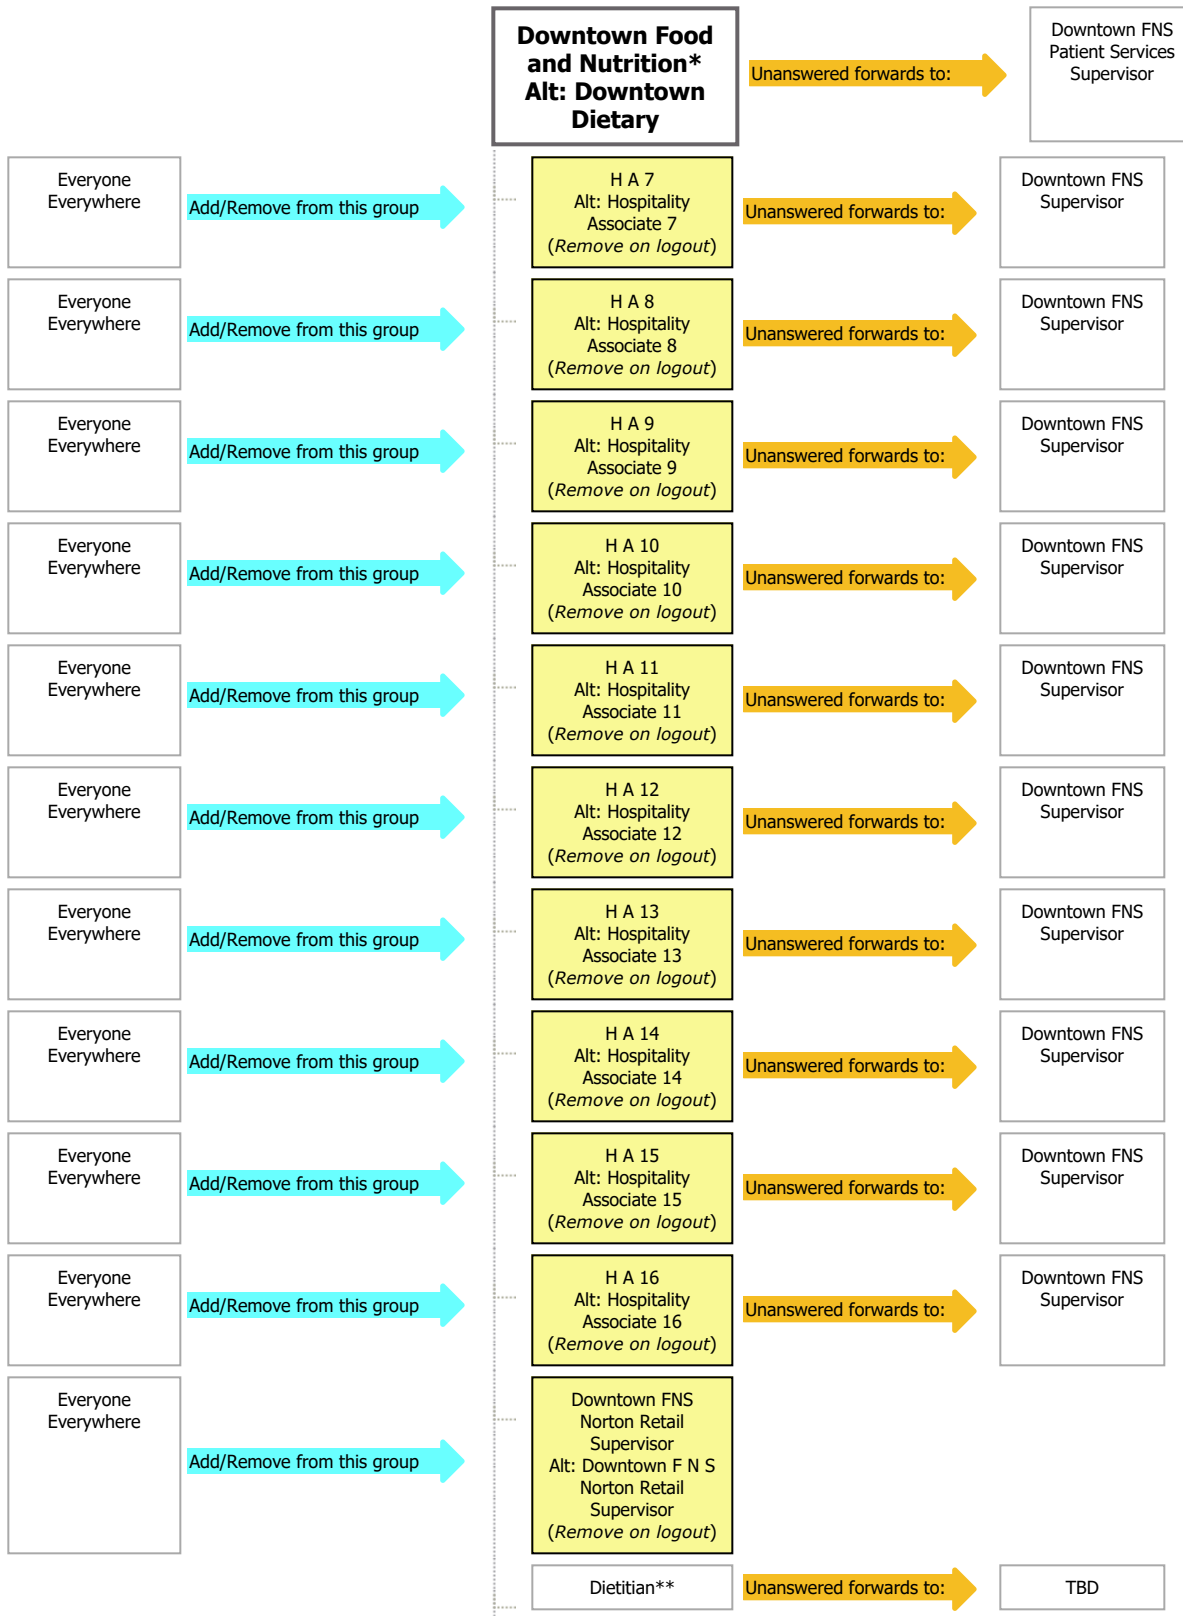 Downtown Food
and Nutrition*
Alt: Downtown
Dietary
Unanswered forwards to:
Downtown FNS
Patient Services
Supervisor
Everyone
Everywhere
Add/Remove from this group
H A 7
Alt: Hospitality
Associate 7
(Remove on logout)
Unanswered forwards to:
Downtown FNS
Supervisor
Everyone
Everywhere
Add/Remove from this group
H A 8
Alt: Hospitality
Associate 8
(Remove on logout)
Unanswered forwards to:
Downtown FNS
Supervisor
Everyone
Everywhere
Add/Remove from this group
H A 9
Alt: Hospitality
Associate 9
(Remove on logout)
Unanswered forwards to:
Downtown FNS
Supervisor
Everyone
Everywhere
Add/Remove from this group
H A 10
Alt: Hospitality
Associate 10
(Remove on logout)
Unanswered forwards to:
Downtown FNS
Supervisor
Everyone
Everywhere
Add/Remove from this group
H A 11
Alt: Hospitality
Associate 11
(Remove on logout)
Unanswered forwards to:
Downtown FNS
Supervisor
Everyone
Everywhere
Add/Remove from this group
H A 12
Alt: Hospitality
Associate 12
(Remove on logout)
Unanswered forwards to:
Downtown FNS
Supervisor
Everyone
Everywhere
Add/Remove from this group
H A 13
Alt: Hospitality
Associate 13
(Remove on logout)
Unanswered forwards to:
Downtown FNS
Supervisor
Everyone
Everywhere
Add/Remove from this group
H A 14
Alt: Hospitality
Associate 14
(Remove on logout)
Unanswered forwards to:
Downtown FNS
Supervisor
Everyone
Everywhere
Add/Remove from this group
H A 15
Alt: Hospitality
Associate 15
(Remove on logout)
Unanswered forwards to:
Downtown FNS
Supervisor
Everyone
Everywhere
Add/Remove from this group
H A 16
Alt: Hospitality
Associate 16
(Remove on logout)
Unanswered forwards to:
Downtown FNS
Supervisor
Everyone
Everywhere
Add/Remove from this group
Downtown FNS
Norton Retail
Supervisor
Alt: Downtown F N S
Norton Retail
Supervisor
(Remove on logout)
Dietitian**
Unanswered forwards to:
TBD